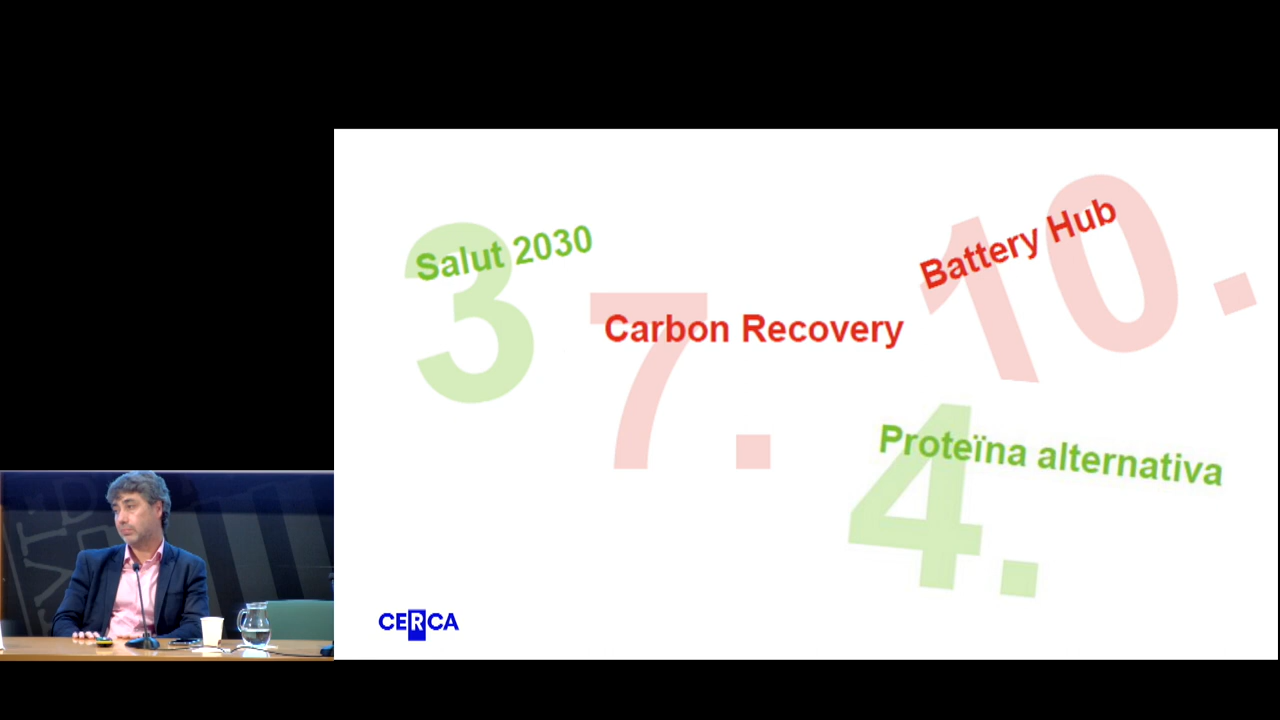 3
Salut 2030
7.
Carbon Recovery
10.
Battery Hub
4.
Proteïna alternativa
CERCA